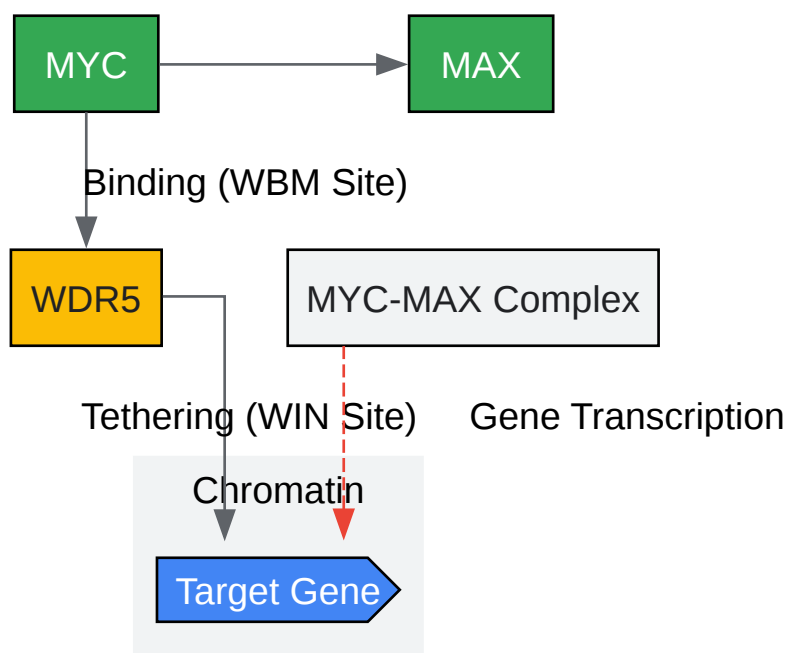 MYC
MAX
Binding (WBM Site)
WDR5
MYC-MAX Complex
Tethering (WIN Site)
Gene Transcription
Chromatin
Target Gene